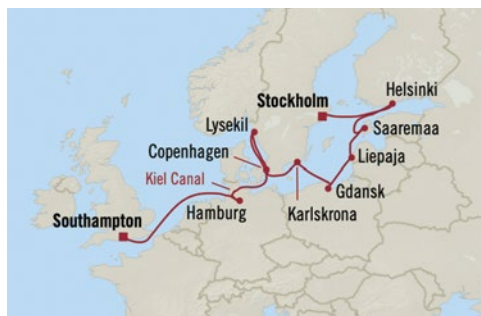 Helsinki
Stockholm
Lysekil
Saaremaa
Copenhagen
Liepaja
Kiel Canal
Gdansk
Hamburg
Karlskrona
Southampton